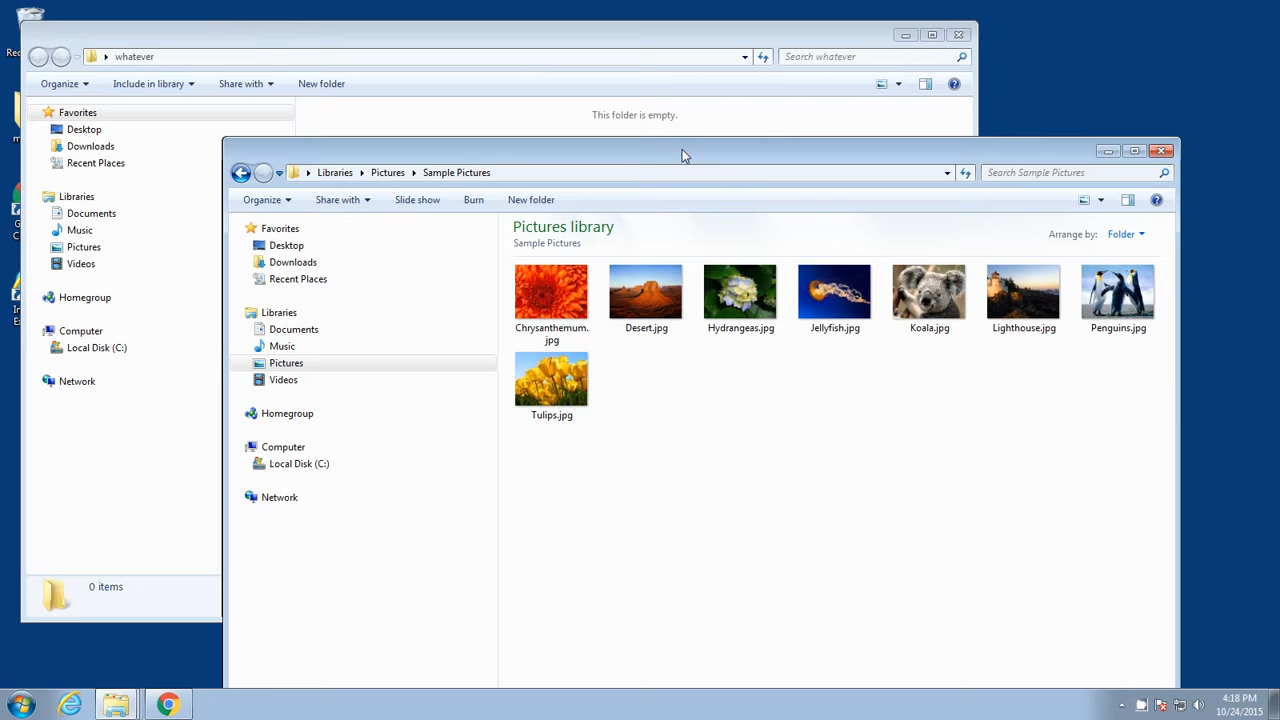 Rec
whatever
Search whatever
Organize Include in library Share with New folder
Favorites
Desktop
Downloads
Recent Places
Libraries
Documents
Music
Pictures
Videos
Homegroup
Computer
Local Disk (C:)
Network
This folder is empty.
0 items
Libraries Pictures Sample Pictures
Search Sample Pictures
Organize Share with Slide show Burn New folder
Favorites
Desktop
Downloads
Recent Places
Libraries
Documents
Music
Pictures
Videos
Homegroup
Computer
Local Disk (C:)
Network
Pictures library
Sample Pictures
Arrange by: Folder
Chrysanthemum.
jpg
Desert.jpg
Hydrangeas.jpg
Jellyfish.jpg
Koala.jpg
Lighthouse.jpg
Penguins.jpg
Tulips.jpg
4:18 PM
10/24/2015